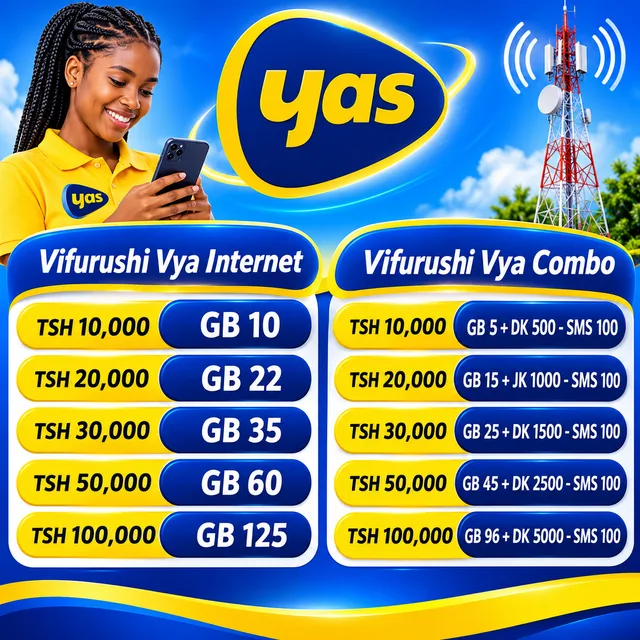 yas
yas
Vifurushi Vya Internet
TSH 10,000 GB 10
TSH 20,000 GB 22
TSH 30,000 GB 35
TSH 50,000 GB 60
TSH 100,000 GB 125
Vifurushi Vya Combo
TSH 10,000 GB 5 + DK 500 - SMS 100
TSH 20,000 GB 15 + JK 1000 - SMS 100
TSH 30,000 GB 25 + DK 1500 - SMS 100
TSH 50,000 GB 45 + DK 2500 - SMS 100
TSH 100,000 GB 96 + DK 5000 - SMS 100